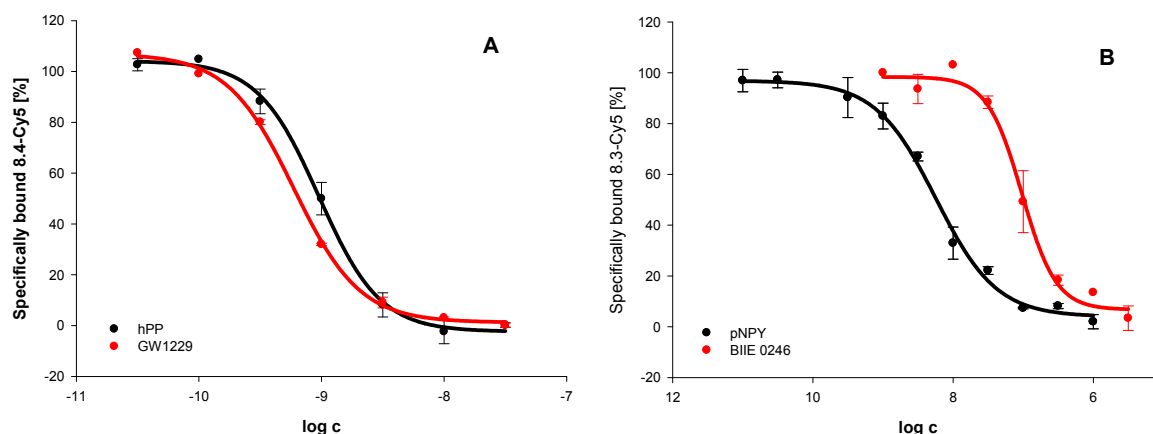 A
Specifically bound 8.4-Cy5 [%]
120
100
80
60
40
20
0
-20
hPP
GW1229
-11
-10
-9
-8
-7
log c
B
Specifically bound 8.3-Cy5 [%]
120
100
80
60
40
20
0
-20
pNPY
BIIE 0246
12
10
8
6
log c